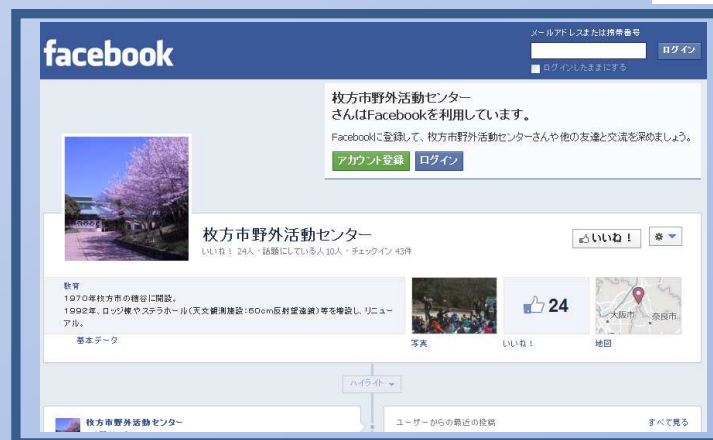 facebook
メールアドレスまたは携帯番号
ログイン
ログインしたままにする
枚方市野外活動センター
さんはFacebookを利用しています。
Facebookに登録して、枚方市野外活動センターさんや他の友達と交流を深めましょう。
アカウント登録 ログイン
枚方市野外活動センター
いいね！ 24人・話題にしている人10人・チェックイン 43件
いいね！
教育
1970年枚方市の穂谷に開設。
1992年、ロッジ棟やステラホール(天文観測施設：60cm反射望遠鏡)等を増設し、リニュー
アル。
基本データ
24
大阪市 奈良市
写真 いいね！ 地図
ハイライト
枚方市野外活動センター
ユーザーからの最近の投稿 すべて見る